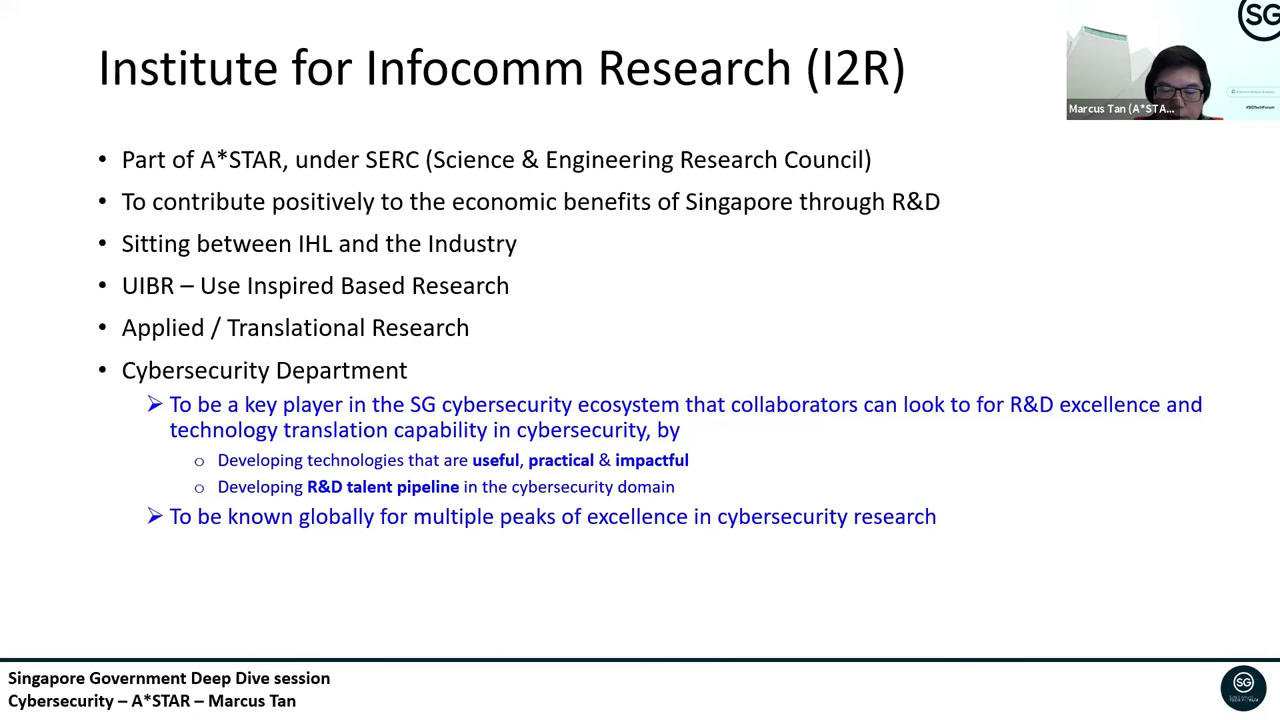 Institute for Infocomm Research (I2R)
SG
Marcus Tan (A*STA...
#SGTechForum
• Part of A*STAR, under SERC (Science & Engineering Research Council)
• To contribute positively to the economic benefits of Singapore through R&D
• Sitting between IHL and the Industry
• UIBR – Use Inspired Based Research
• Applied / Translational Research
• Cybersecurity Department
➢ To be a key player in the SG cybersecurity ecosystem that collaborators can look to for R&D excellence and
technology translation capability in cybersecurity, by
o Developing technologies that are useful, practical & impactful
o Developing R&D talent pipeline in the cybersecurity domain
➢ To be known globally for multiple peaks of excellence in cybersecurity research
Singapore Government Deep Dive session
Cybersecurity – A*STAR – Marcus Tan
SG